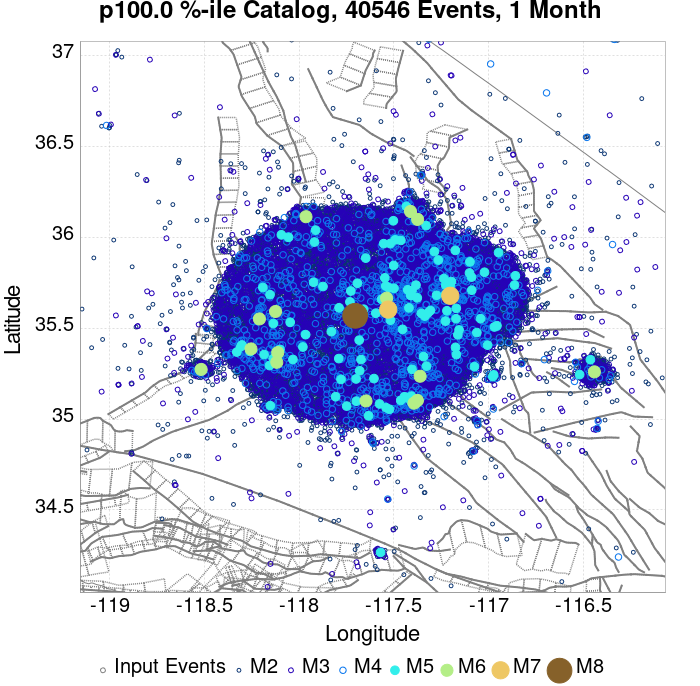 p100.0 %-ile Catalog, 40546 Events, 1 Month
37
36.5
36
35.5
35
34.5
Latitude
-119 -118.5 -118 -117.5 -117 -116.5
Longitude
Input Events M2 M3 M4 M5 M6 M7 M8